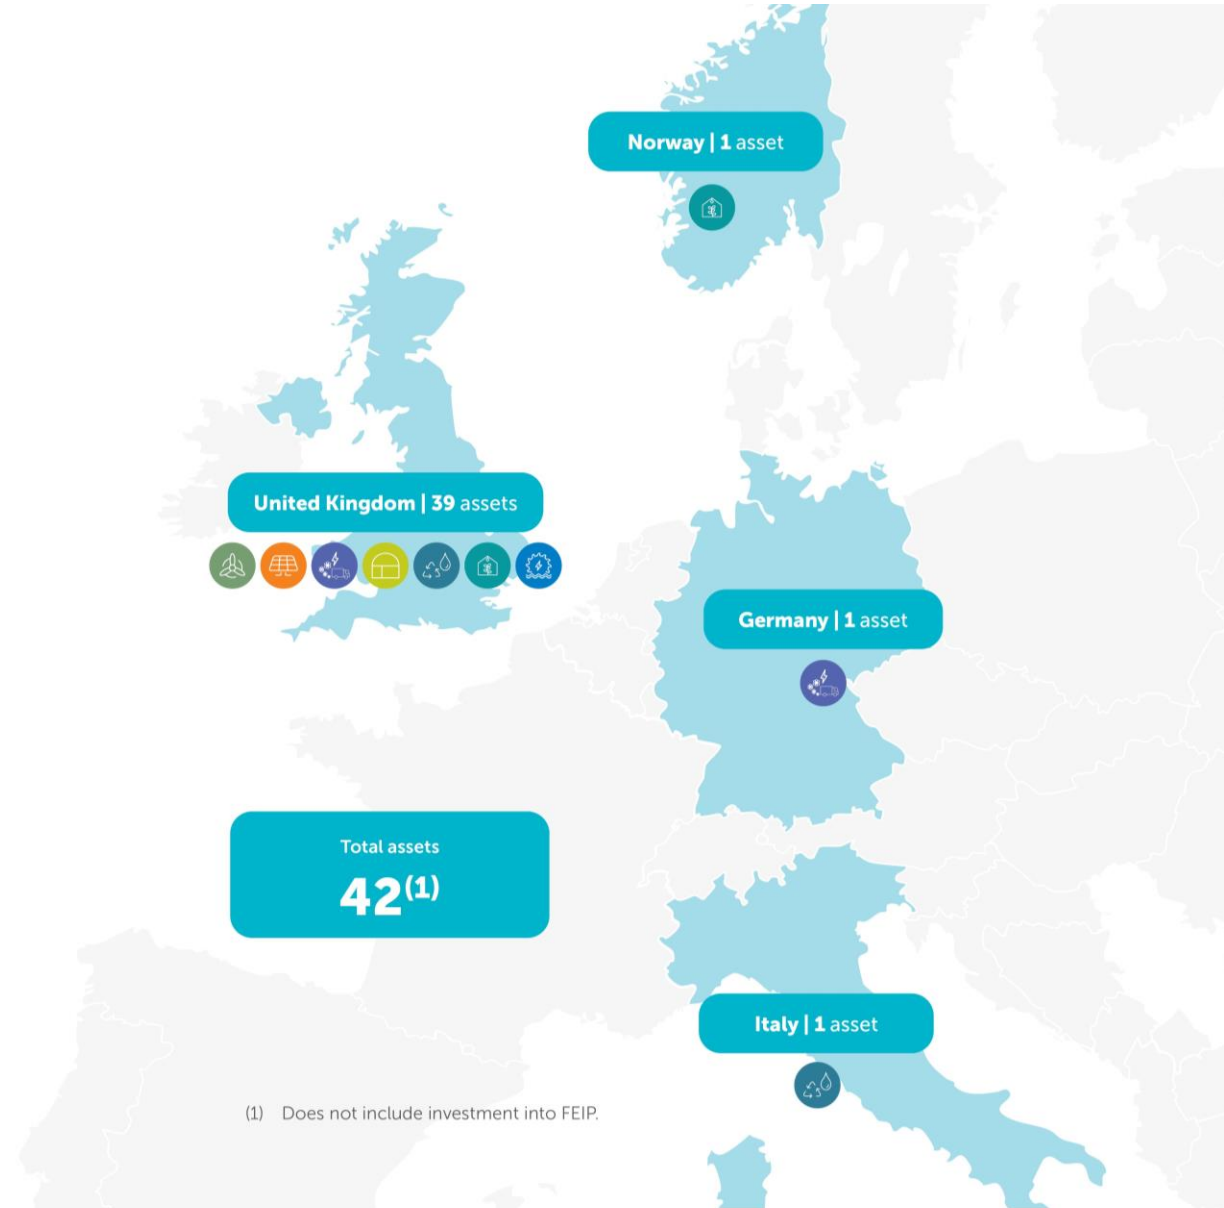 Norway | 1 asset
United Kingdom | 39 assets
Germany | 1 asset
Total assets
42(1)
Italy | 1 asset
(1) Does not include investment into FEIP.